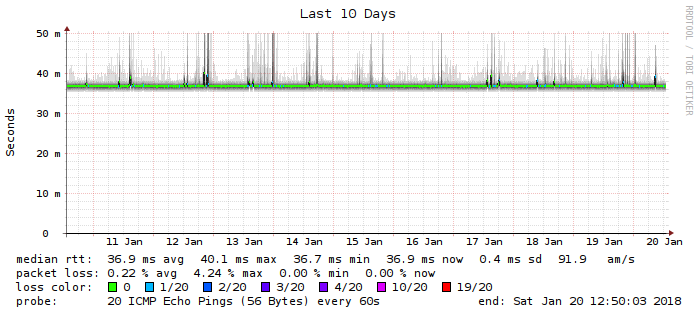 Last 10 Days
RRDTOOL / TOBI OETIKER
Seconds
50 m
40 m
30 m
20 m
10 m
0
11 Jan 12 Jan 13 Jan 14 Jan 15 Jan 16 Jan 17 Jan 18 Jan 19 Jan 20 Jan
median rtt: 36.9 ms avg 40.1 ms max 36.7 ms min 36.9 ms now 0.4 ms sd 91.9 am/s
packet loss: 0.22 % avg 4.24 % max 0.00 % min 0.00 % now
loss color: 0 1/20 2/20 3/20 4/20 10/20 19/20
probe: 20 ICMP Echo Pings (56 Bytes) every 60s end: Sat Jan 20 12:50:03 2018